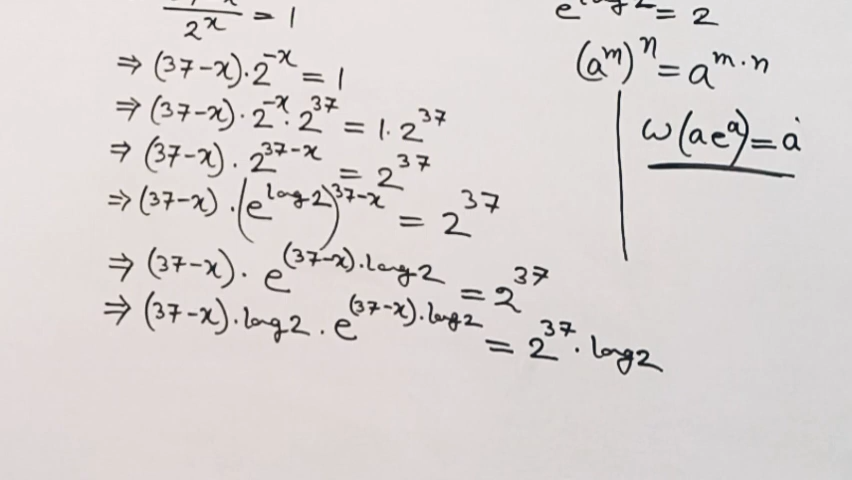 /2^x = 1
⇒ (37-x)·2^-x = 1
⇒ (37-x)·2^-x·2^37 = 1·2^37
⇒ (37-x)·2^37-x = 2^37
⇒ (37-x)·(e^log2)^37-x = 2^37
⇒ (37-x)·e^(37-x)·log2 = 2^37
⇒ (37-x)·log2·e^(37-x)·log2 = 2^37·log2
e^log2 = 2
(a^m)^n = a^m·n
ω(ae^a) = a